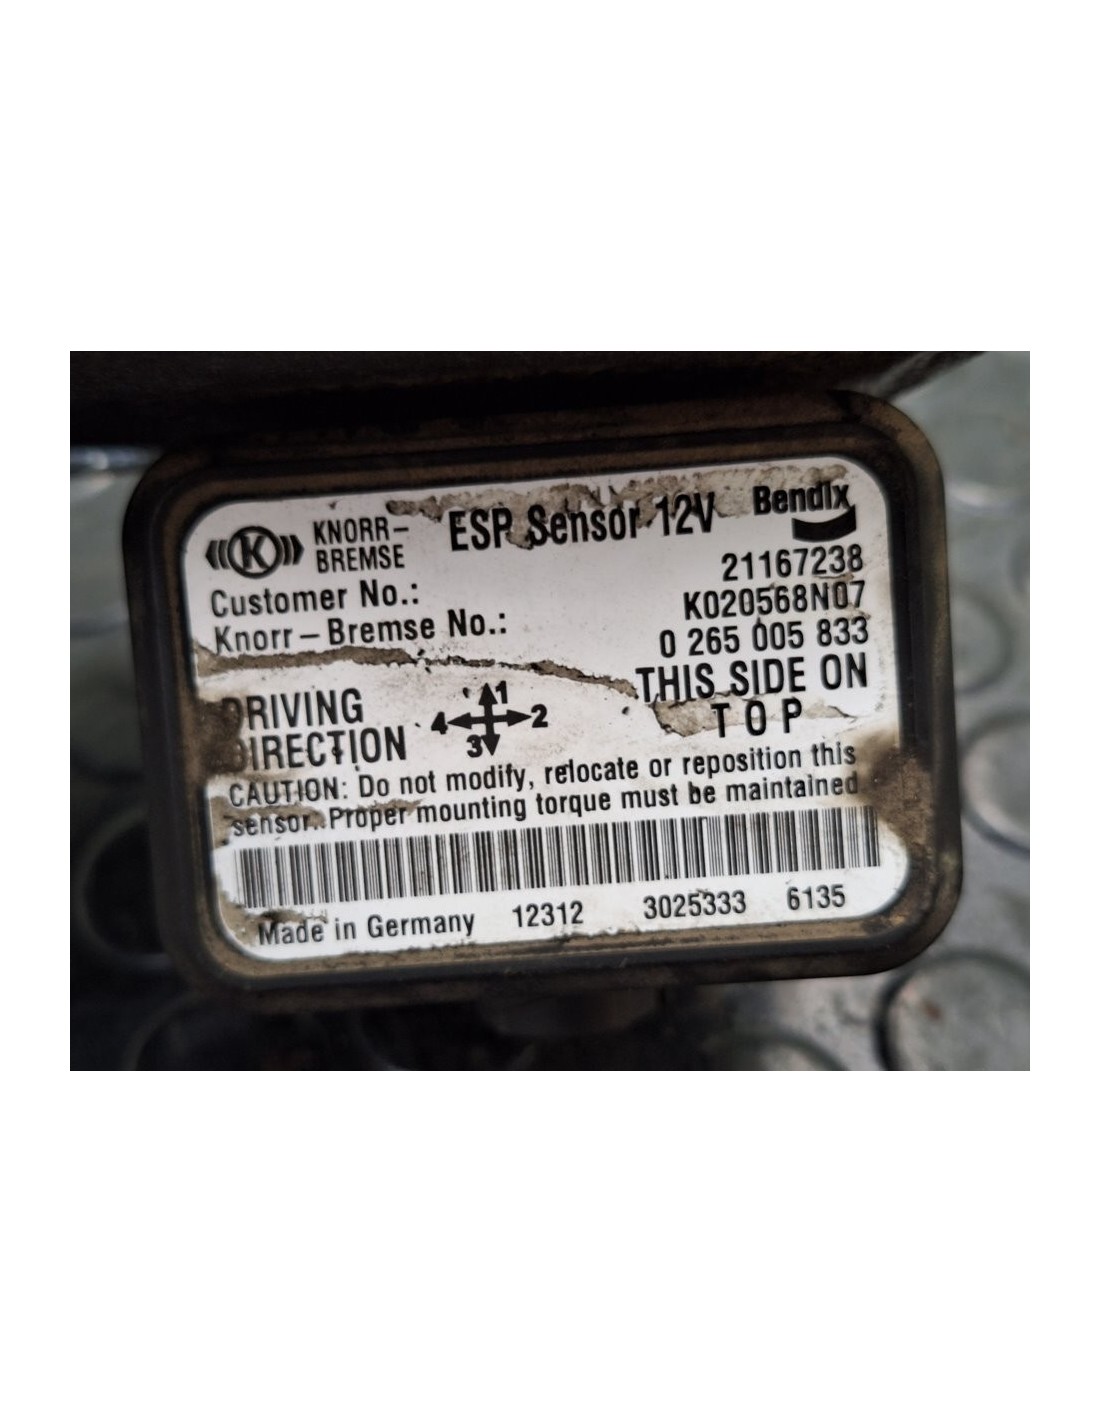 K KNORR-BREMSE ESP Sensor 12V Bendix
Customer No.: 21167238
Knorr-Bremse No.: K020568N07
0 265 005 833
DRIVING DIRECTION 1 2 3 4 THIS SIDE ON TOP
CAUTION: Do not modify, relocate or reposition this
sensor. Proper mounting torque must be maintained
Made in Germany 12312 3025333 6135